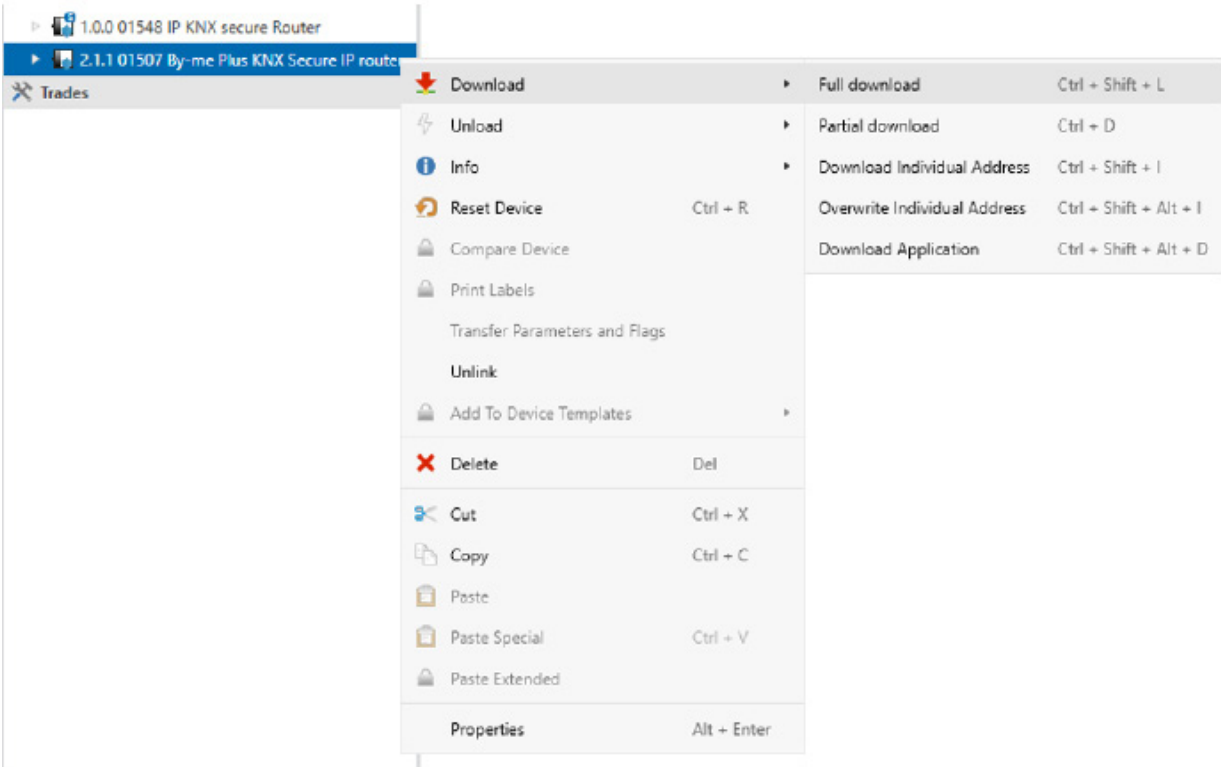 1.0.0 01548 IP KNX secure Router
2.1.1 01507 By-me Plus KNX Secure IP router
Trades
Download
Unload
Info
Reset Device Ctrl + R
Compare Device
Print Labels
Transfer Parameters and Flags
Unlink
Add To Device Templates
Delete Del
Cut Ctrl + X
Copy Ctrl + C
Paste
Paste Special Ctrl + V
Paste Extended
Properties Alt + Enter
Full download Ctrl + Shift + L
Partial download Ctrl + D
Download Individual Address Ctrl + Shift + I
Overwrite Individual Address Ctrl + Shift + Alt + I
Download Application Ctrl + Shift + Alt + D